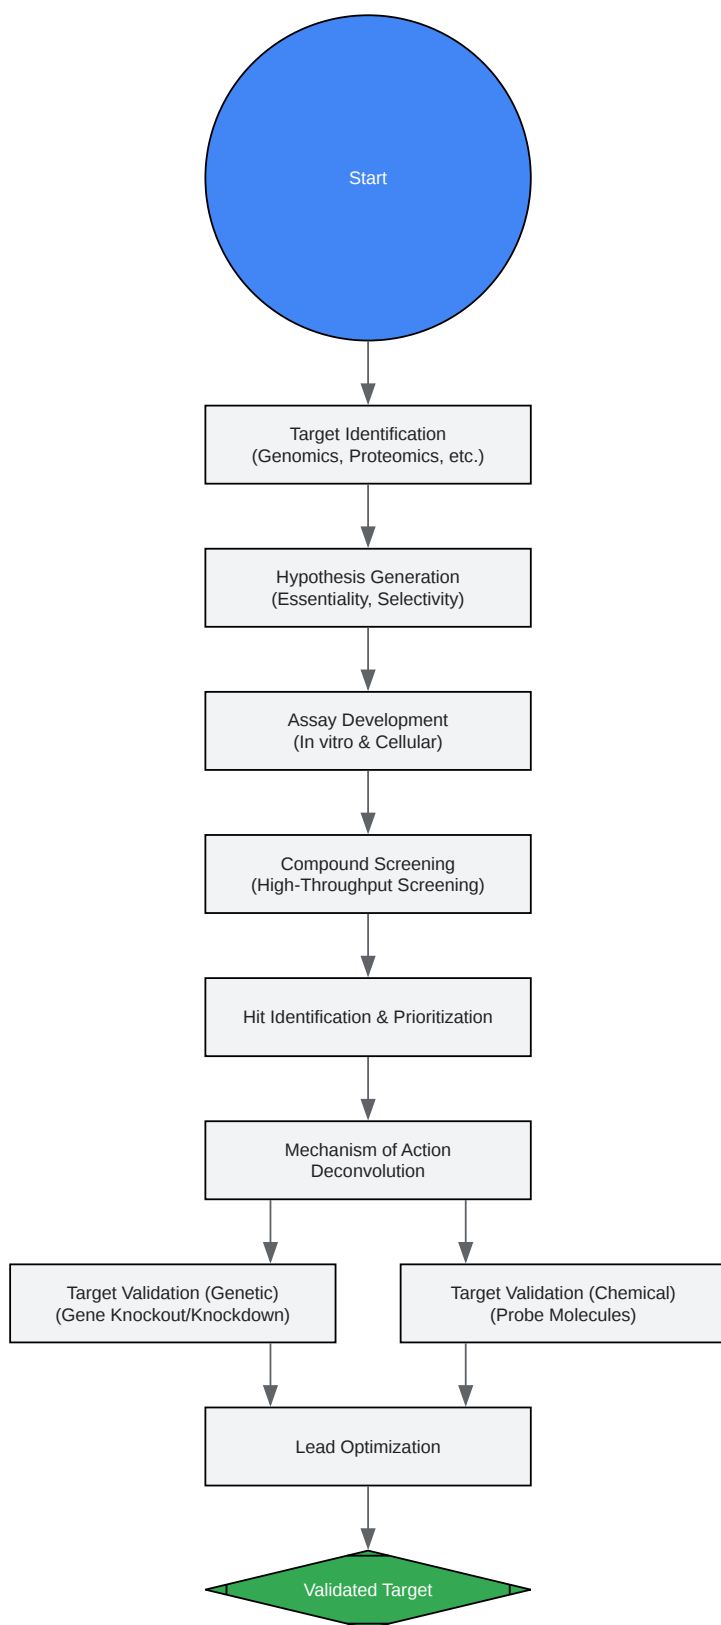 Start
Target Identification
(Genomics, Proteomics, etc.)
Hypothesis Generation
(Essentiality, Selectivity)
Assay Development
(In vitro & Cellular)
Compound Screening
(High-Throughput Screening)
Hit Identification & Prioritization
Mechanism of Action
Deconvolution
Target Validation (Genetic)
(Gene Knockout/Knockdown)
Target Validation (Chemical)
(Probe Molecules)
Lead Optimization
Validated Target